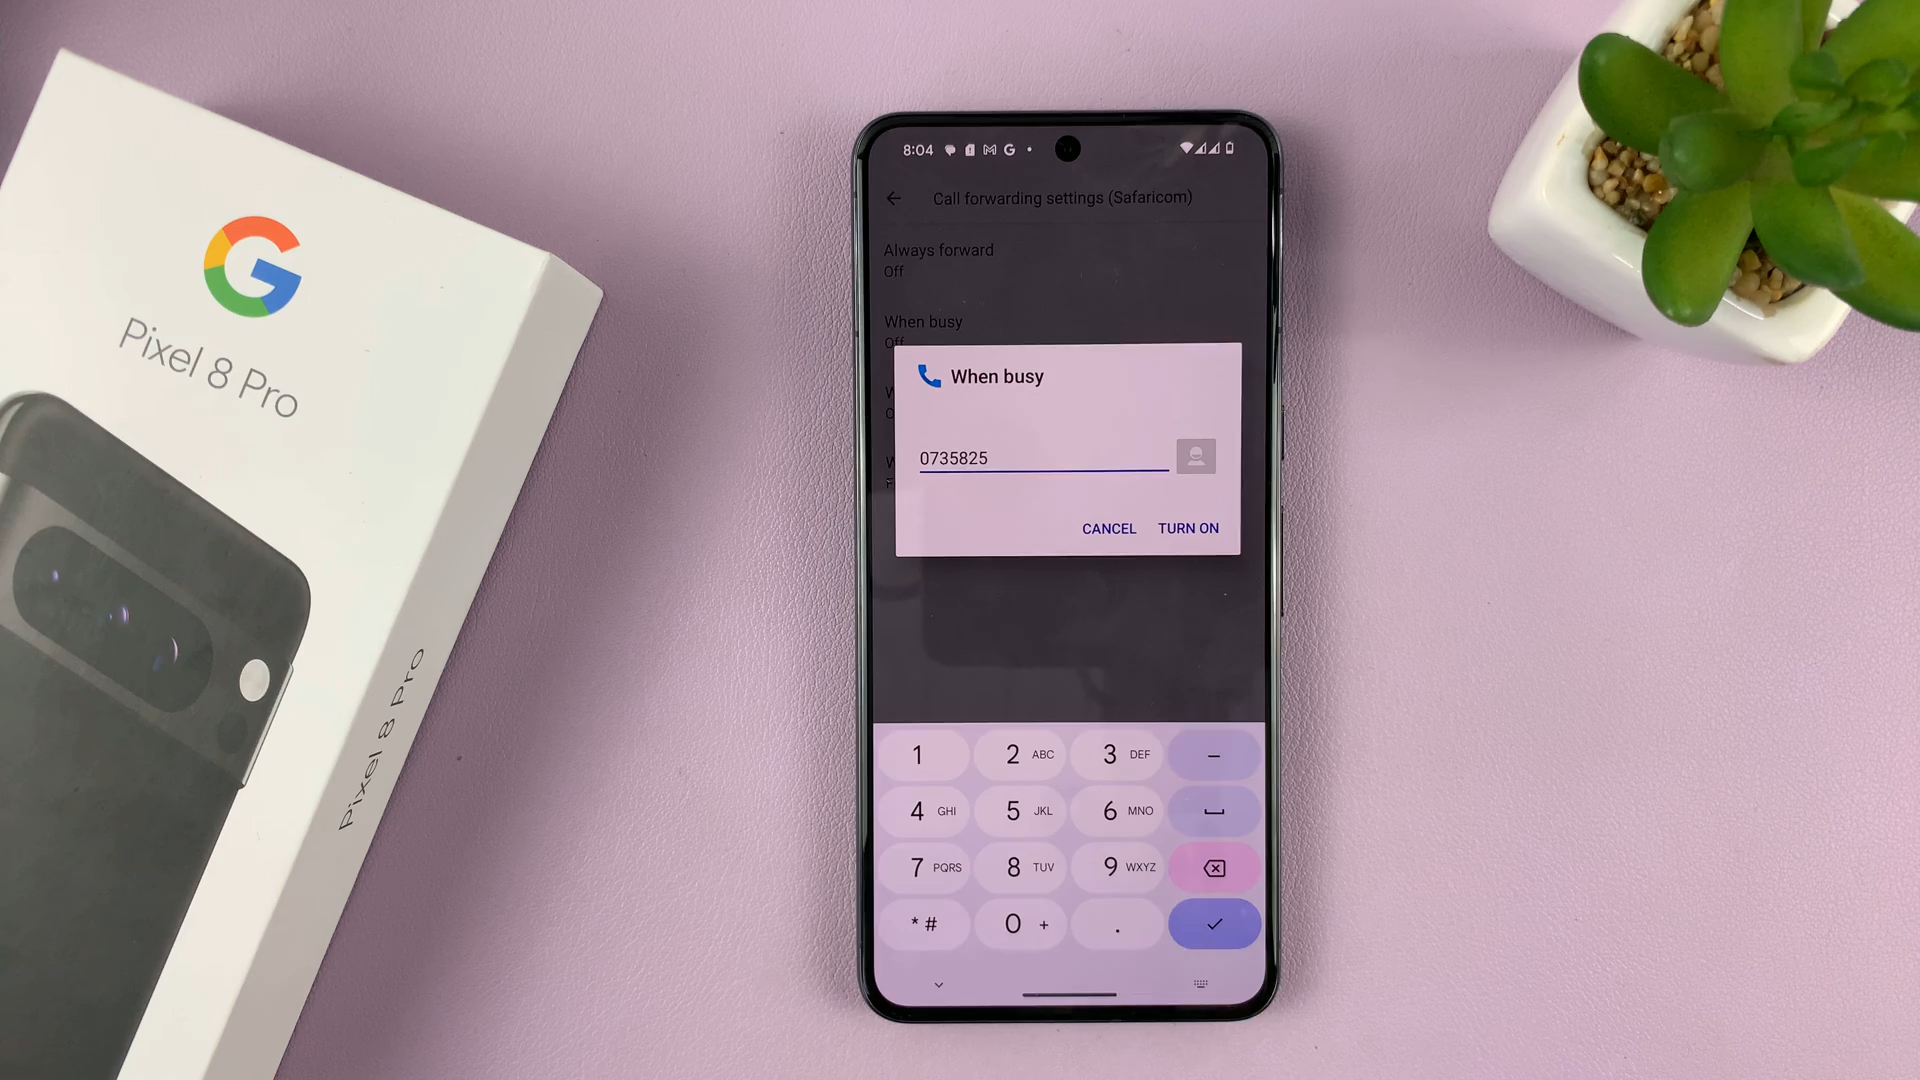 G
Pixel 8 Pro
Pixel 8 Pro
8:04
Call forwarding settings (Safaricom)
Always forward
Off
When busy
Off
When busy
0735825
CANCEL TURN ON
1 2 ABC 3 DEF –
4 GHI 5 JKL 6 MNO
7 PQRS 8 TUV 9 WXYZ
* # 0 + .